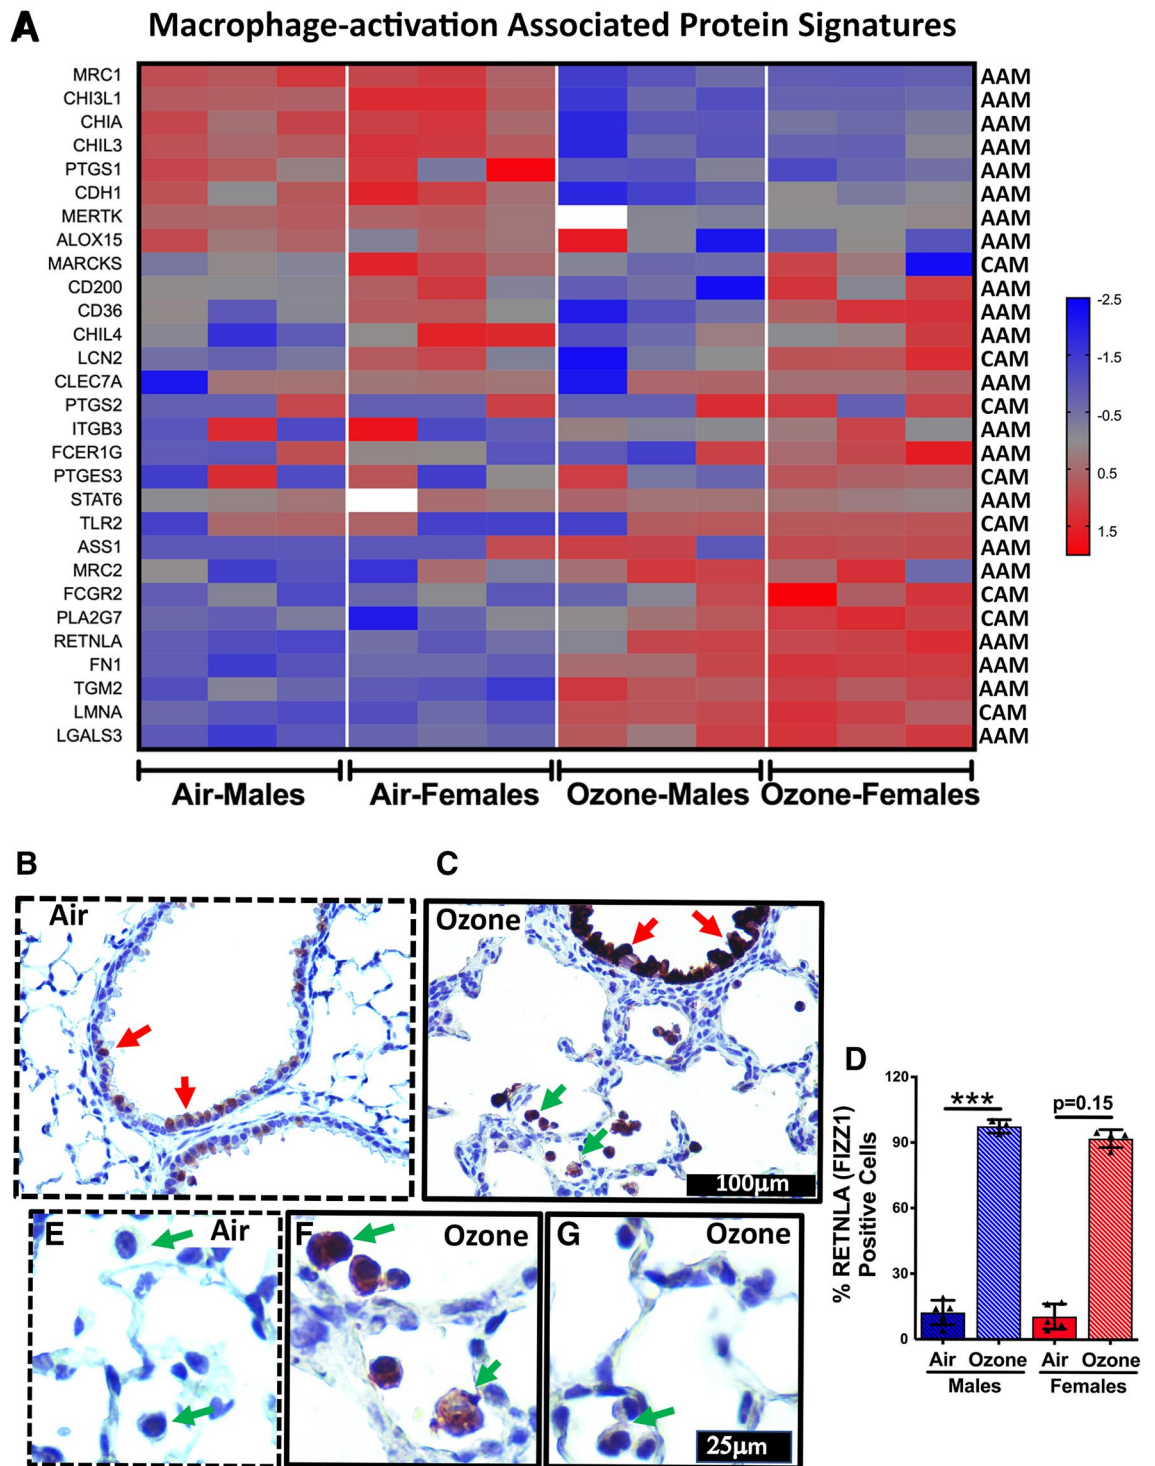 A
Macrophage-activation Associated Protein Signatures
MRC1 AAM
CHI3L1 AAM
CHIA AAM
CHIL3 AAM
PTGS1 AAM
CDH1 AAM
MERTK AAM
ALOX15 AAM
MARCKS CAM
CD200 AAM
CD36 AAM
CHIL4 AAM
LCN2 CAM
CLEC7A AAM
PTGS2 CAM
ITGB3 AAM
FCER1G AAM
PTGES3 CAM
STAT6 AAM
TLR2 CAM
ASS1 AAM
MRC2 AAM
FCGR2 CAM
PLA2G7 CAM
RETNLA AAM
FN1 AAM
TGM2 AAM
LMNA CAM
LGALS3 AAM
-2.5
-1.5
-0.5
0.5
1.5
Air-Males Air-Females Ozone-Males Ozone-Females
B
Air
C
Ozone
100μm
D
% RETNLA (FIZZ1)
Positive Cells
120
90
60
30
0
***
p=0.15
Air Ozone Air Ozone
Males Females
E Air
F Ozone
G Ozone
25μm